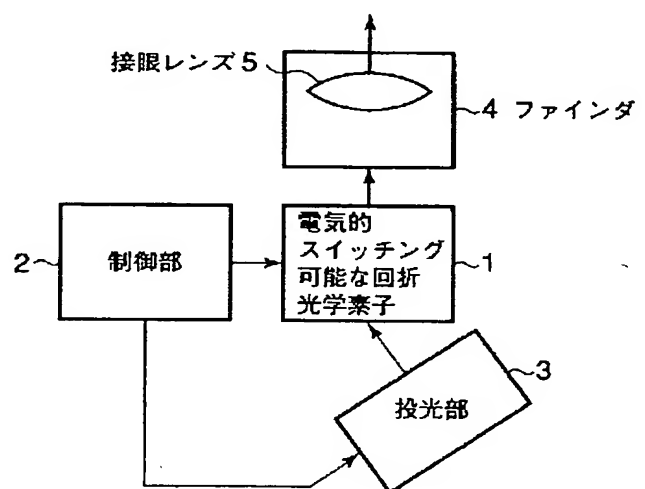 接眼レンズ5
4 ファインダ
電気的
スイッチング
可能な回折
光学素子
1
2
制御部
3
投光部